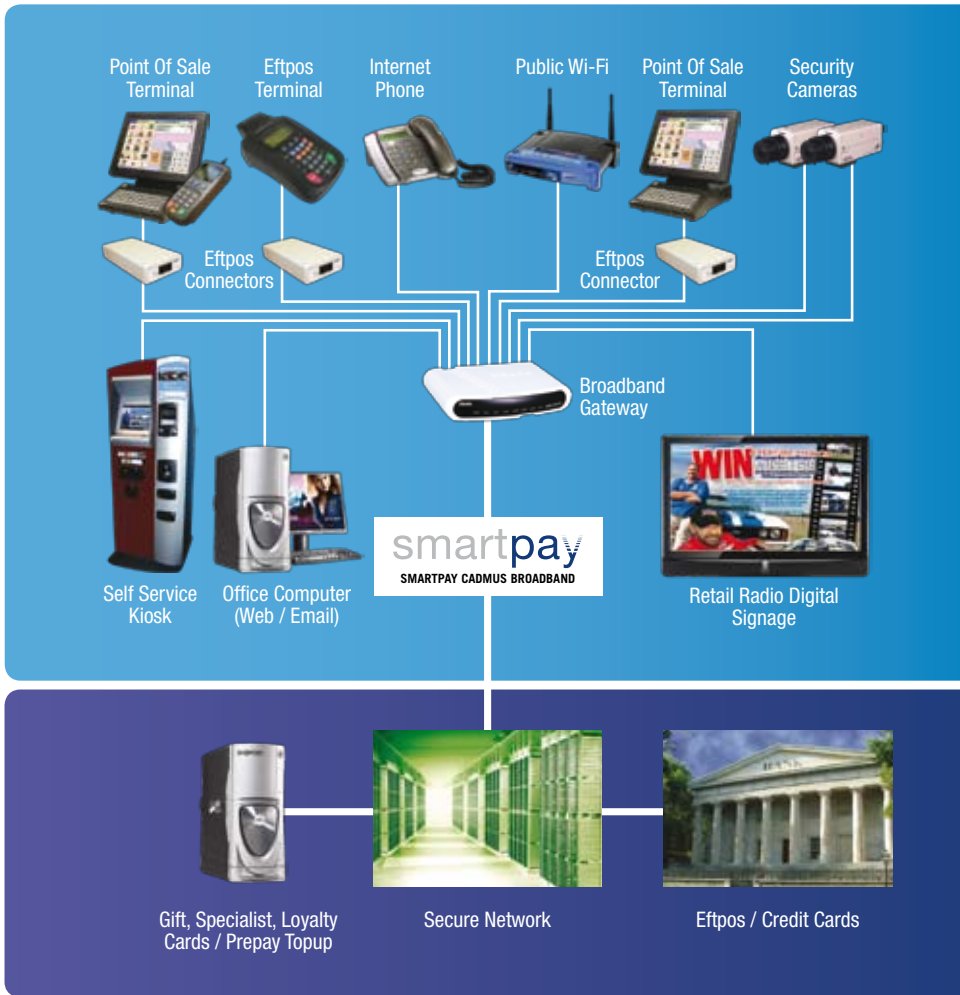 Point Of Sale
Terminal
Eftpos
Terminal
Internet
Phone
Public Wi-Fi
Point Of Sale
Terminal
Security
Cameras
Eftpos
Connectors
Eftpos
Connector
Broadband
Gateway
WIN
smartpay
SMARTPAY CADMUS BROADBAND
Self Service
Kiosk
Office Computer
(Web / Email)
Retail Radio Digital
Signage
BANK
Gift, Specialist, Loyalty
Cards / Prepay Topup
Secure Network
Eftpos / Credit Cards